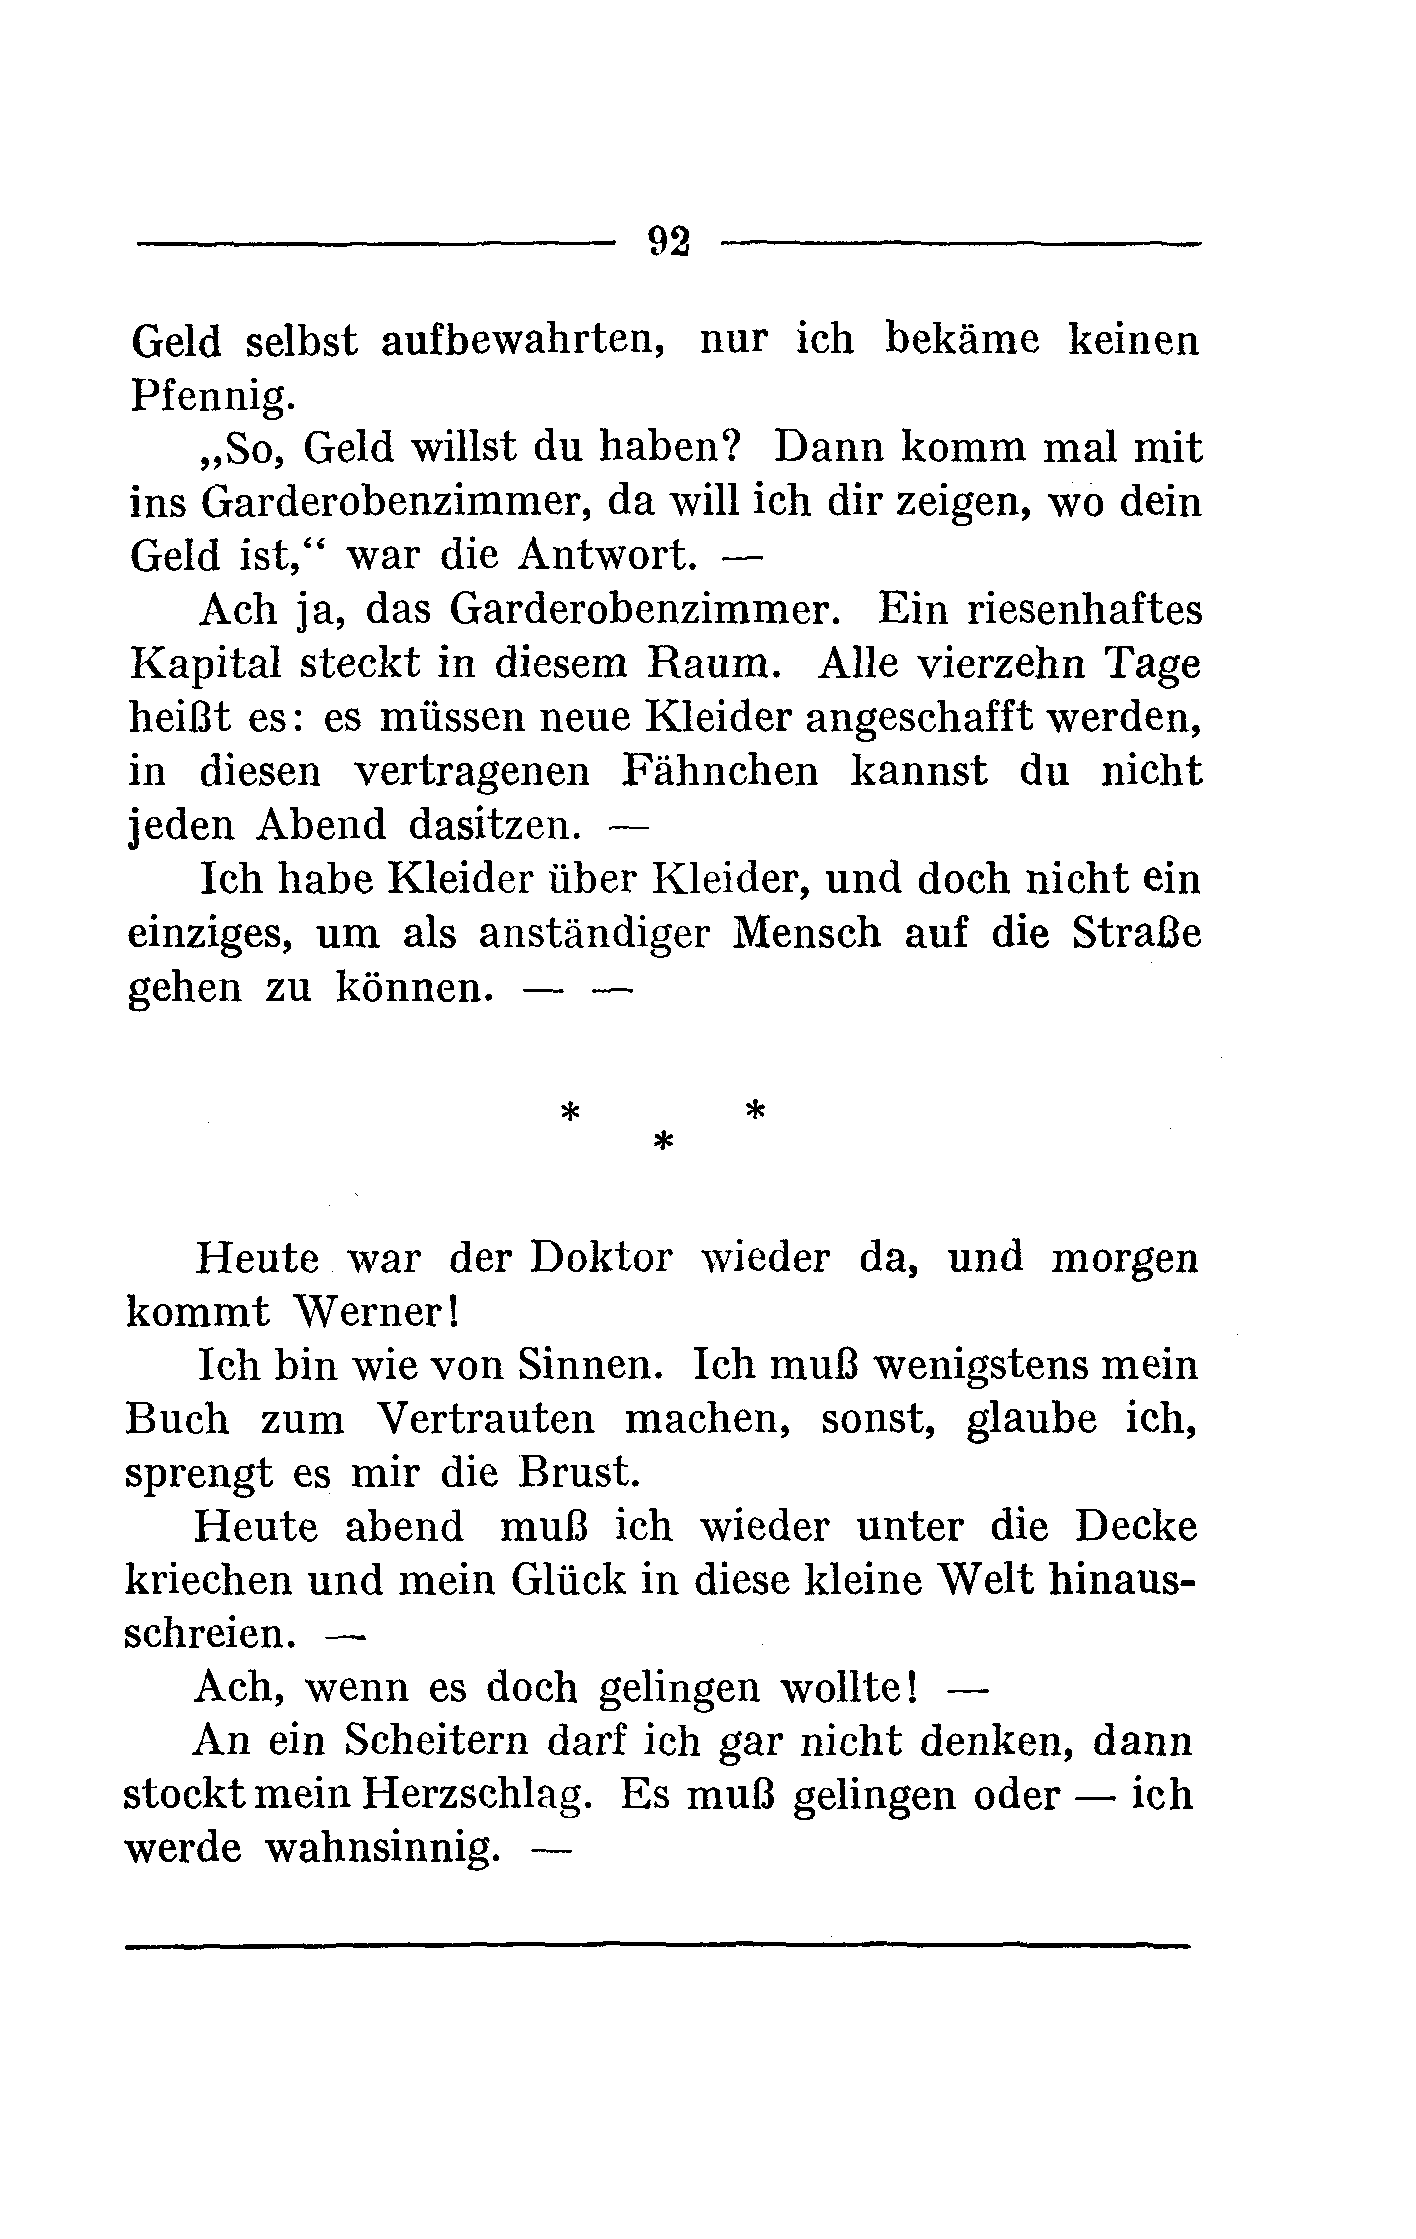 92
Geld selbst aufbewahrten, nur ich bekäme keinen
Pfennig.
„So, Geld willst du haben? Dann komm mal mit
ins Garderobenzimmer, da will ich dir zeigen, wo dein
Geld ist,“ war die Antwort. —
Ach ja, das Garderobenzimmer. Ein riesenhaftes
Kapital steckt in diesem Raum. Alle vierzehn Tage
heißt es: es müssen neue Kleider angeschafft werden,
in diesen vertragenen Fähnchen kannst du nicht
jeden Abend dasitzen. —
Ich habe Kleider über Kleider, und doch nicht ein
einziges, um als anständiger Mensch auf die Straße
gehen zu können. — —
* *
*
Heute war der Doktor wieder da, und morgen
kommt Werner!
Ich bin wie von Sinnen. Ich muß wenigstens mein
Buch zum Vertrauten machen, sonst, glaube ich,
sprengt es mir die Brust.
Heute abend muß ich wieder unter die Decke
kriechen und mein Glück in diese kleine Welt hinaus-
schreien. —
Ach, wenn es doch gelingen wollte! —
An ein Scheitern darf ich gar nicht denken, dann
stockt mein Herzschlag. Es muß gelingen oder — ich
werde wahnsinnig. —